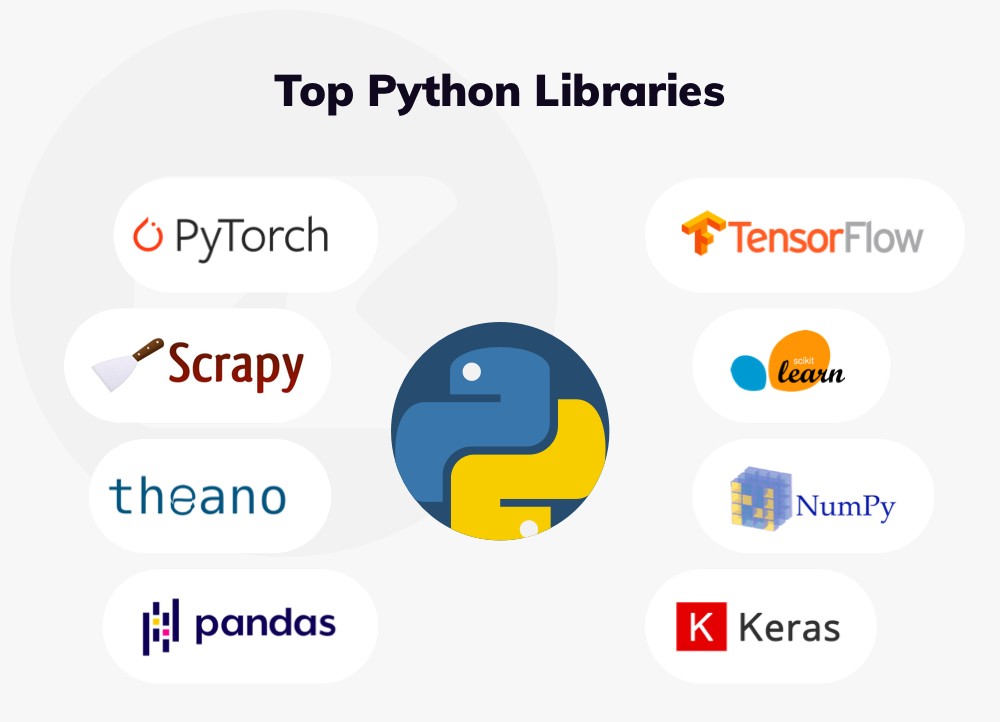 Top Python Libraries
PyTorch
TensorFlow
Scrapy
scikit
learn
theano
NumPy
pandas
K Keras